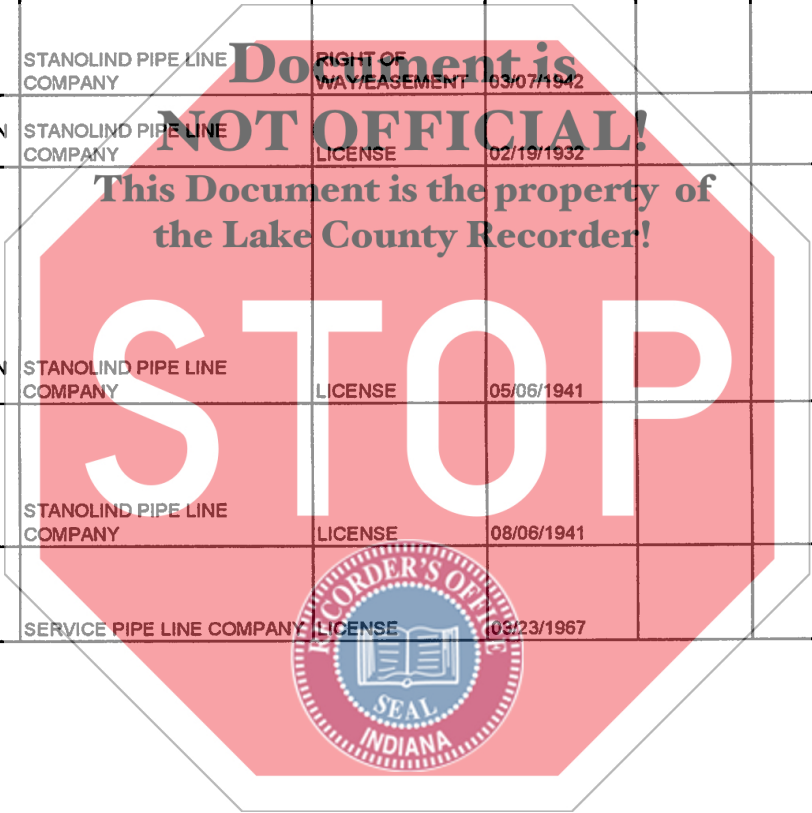 STANOLIND PIPE LINE
COMPANY
RIGHT OF
WAY/EASEMENT
03/07/1942
Document is
NOT OFFICIAL!
N
STANOLIND PIPE LINE
COMPANY
LICENSE
02/19/1932
This Document is the property of
the Lake County Recorder!
STOP
N
STANOLIND PIPE LINE
COMPANY
LICENSE
05/06/1941
STANOLIND PIPE LINE
COMPANY
LICENSE
08/06/1941
SERVICE PIPE LINE COMPANY
LICENSE
03/23/1967
RECORDER'S OFFICE
SEAL
INDIANA